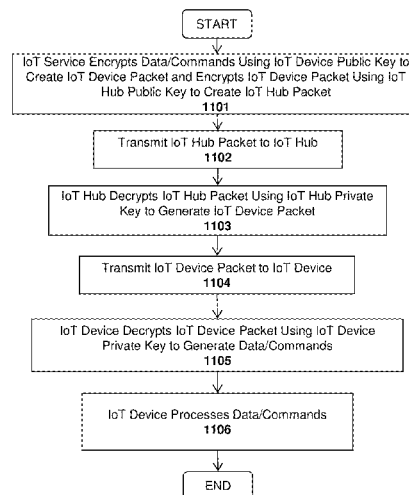 START
IoT Service Encrypts Data/Commands Using IoT Device Public Key to
Create IoT Device Packet and Encrypts IoT Device Packet Using IoT
Hub Public Key to Create IoT Hub Packet
1101
Transmit IoT Hub Packet to IoT Hub
1102
IoT Hub Decrypts IoT Hub Packet Using IoT Hub Private
Key to Generate IoT Device Packet
1103
Transmit IoT Device Packet to IoT Device
1104
IoT Device Decrypts IoT Device Packet Using IoT Device
Private Key to Generate Data/Commands
1105
IoT Device Processes Data/Commands
1106
END